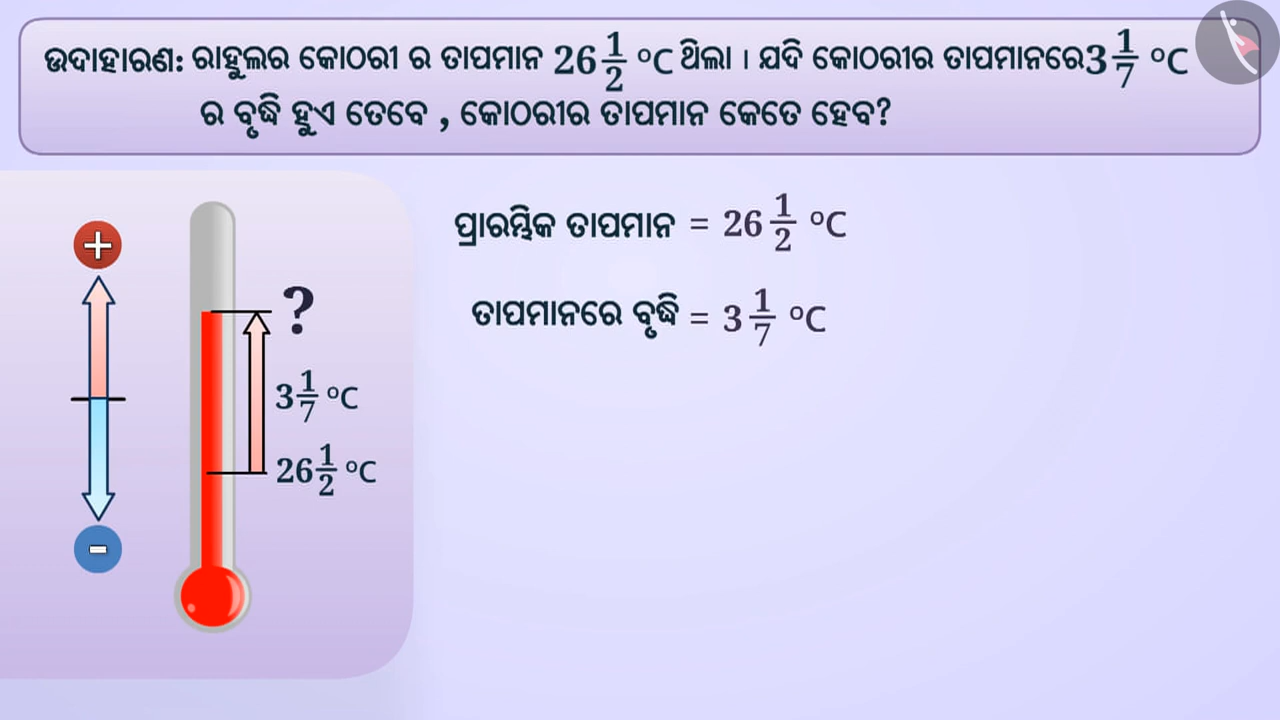 ଉଦାହାରଣ: ରାହୁଲର କୋଠରୀ ର ତାପମାନ 26 1/2 °C ଥିଲା । ଯଦି କୋଠରୀର ତାପମାନରେ 3 1/7 °C
ର ବୃଦ୍ଧି ହୁଏ ତେବେ , କୋଠରୀର ତାପମାନ କେତେ ହେବ?
ପ୍ରାରମ୍ଭିକ ତାପମାନ = 26 1/2 °C
ତାପମାନରେ ବୃଦ୍ଧି = 3 1/7 °C
+
?
3 1/7 °C
26 1/2 °C
-